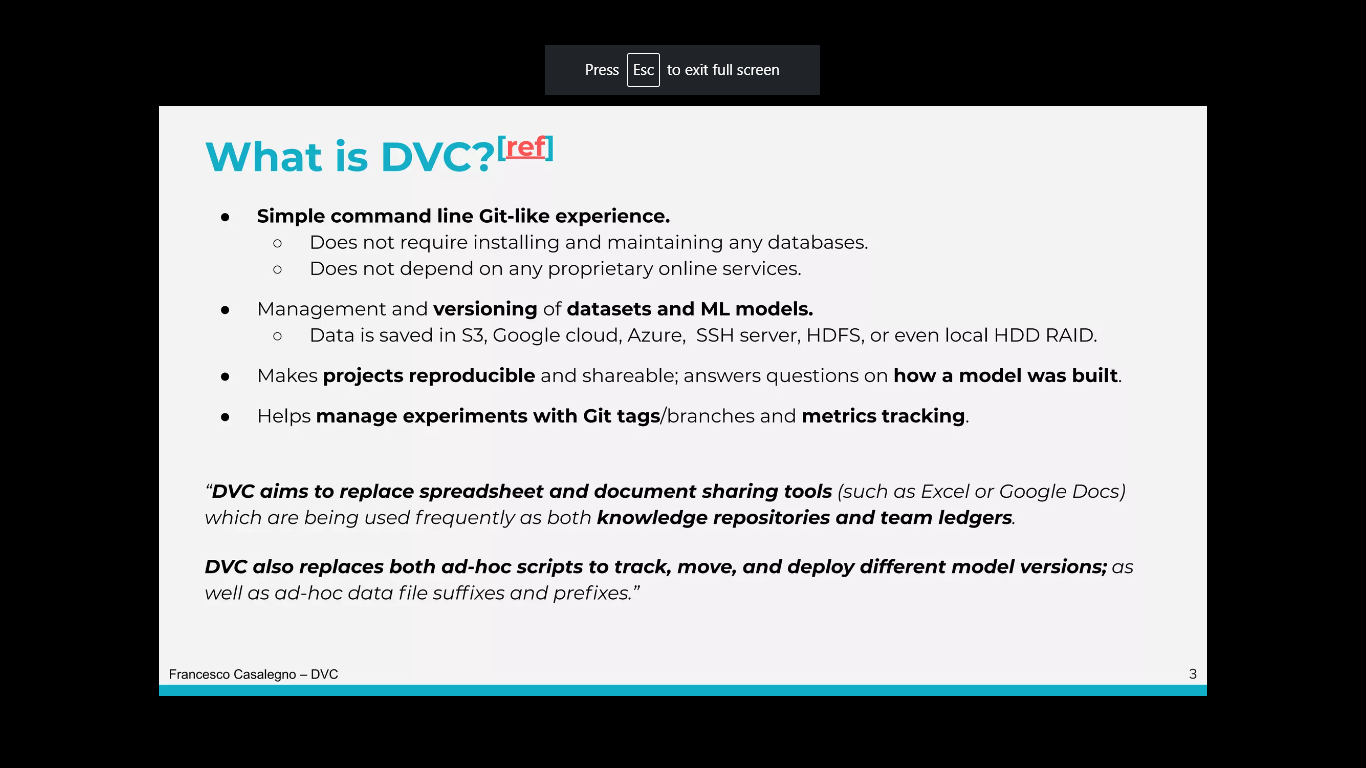 Press Esc to exit full screen
What is DVC?[ref]
● Simple command line Git-like experience.
○ Does not require installing and maintaining any databases.
○ Does not depend on any proprietary online services.
● Management and versioning of datasets and ML models.
○ Data is saved in S3, Google cloud, Azure,  SSH server, HDFS, or even local HDD RAID.
● Makes projects reproducible and shareable; answers questions on how a model was built.
● Helps manage experiments with Git tags/branches and metrics tracking.
“DVC aims to replace spreadsheet and document sharing tools (such as Excel or Google Docs)
which are being used frequently as both knowledge repositories and team ledgers.
DVC also replaces both ad-hoc scripts to track, move, and deploy different model versions; as
well as ad-hoc data file suffixes and prefixes.”
Francesco Casalegno – DVC
3